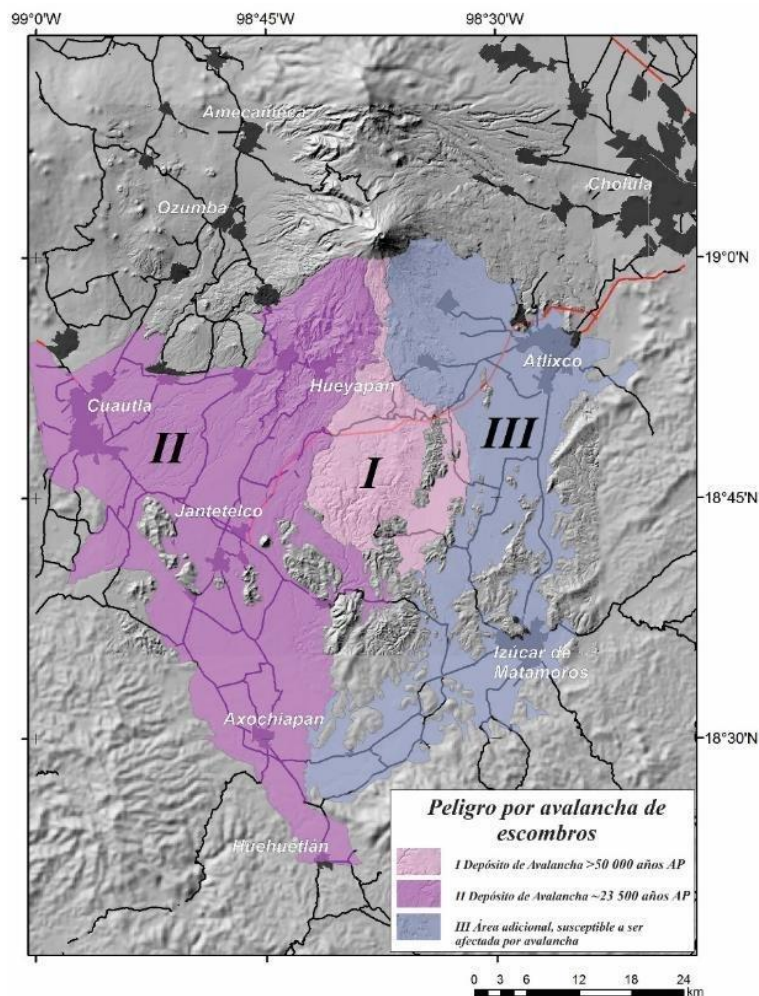 99°0'W
98°45'W
98°30'W
Amecameca
Cholula
Ozumba
19°0'N
Atlixco
Hueyapan
Cuautla
II
III
I
18°45'N
Jantetelco
Izúcar de
Matamoros
Axochiapan
18°30'N
Huehuetlán
Peligro por avalancha de
escombros
I Depósito de Avalancha >50 000 años AP
II Depósito de Avalancha ~23 500 años AP
III Área adicional, susceptible a ser
afectada por avalancha
0 3 6 12 18 24
km